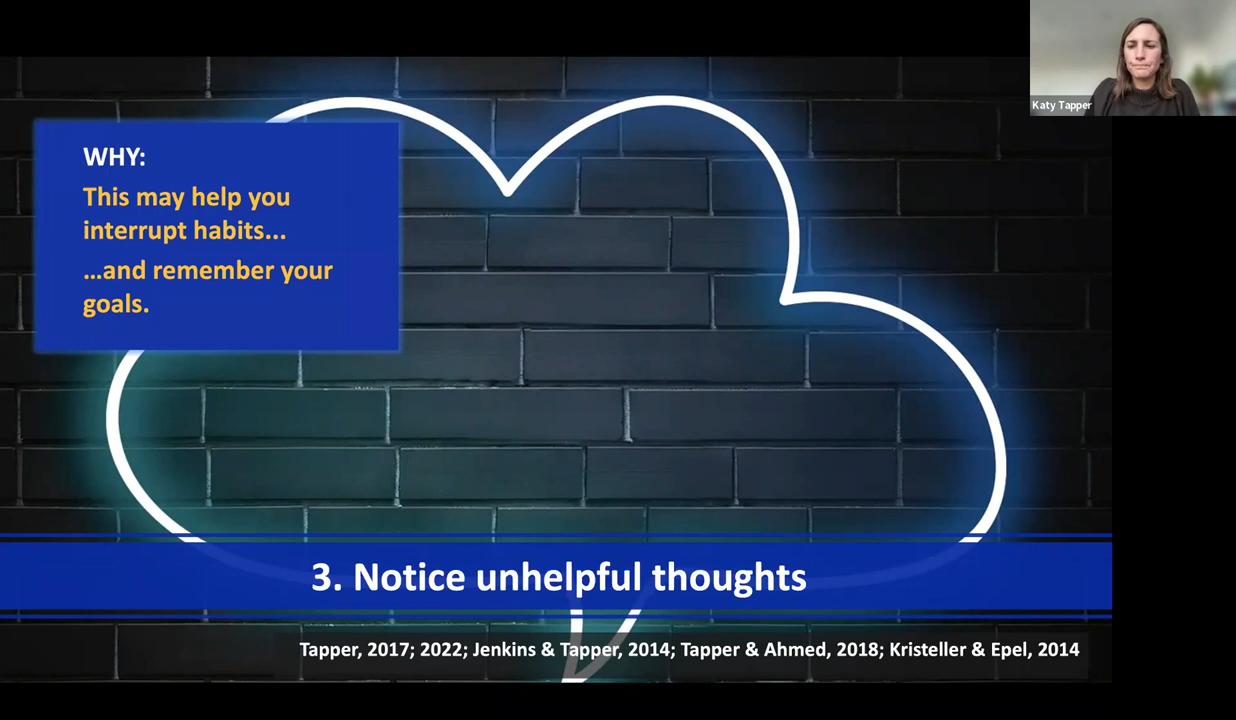 Katy Tapper
WHY:
This may help you
interrupt habits...
...and remember your
goals.
3. Notice unhelpful thoughts
Tapper, 2017; 2022; Jenkins & Tapper, 2014; Tapper & Ahmed, 2018; Kristeller & Epel, 2014